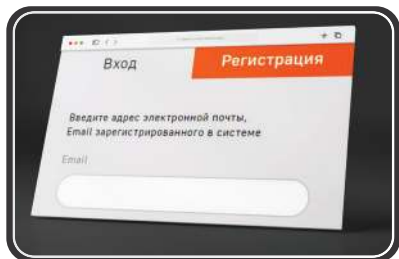 Вход
Регистрация
Введите адрес электронной почты,
Email зарегистрированного в системе
Email